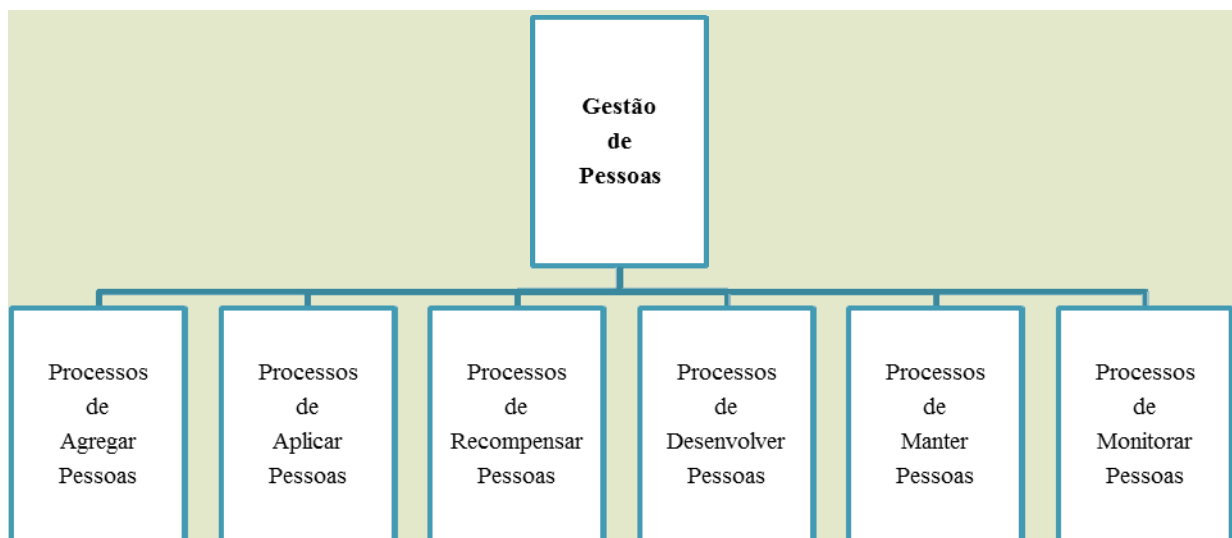 Gestão
de
Pessoas
Processos
de
Agregar
Pessoas
Processos
de
Aplicar
Pessoas
Processos
de
Recompensar
Pessoas
Processos
de
Desenvolver
Pessoas
Processos
de
Manter
Pessoas
Processos
de
Monitorar
Pessoas